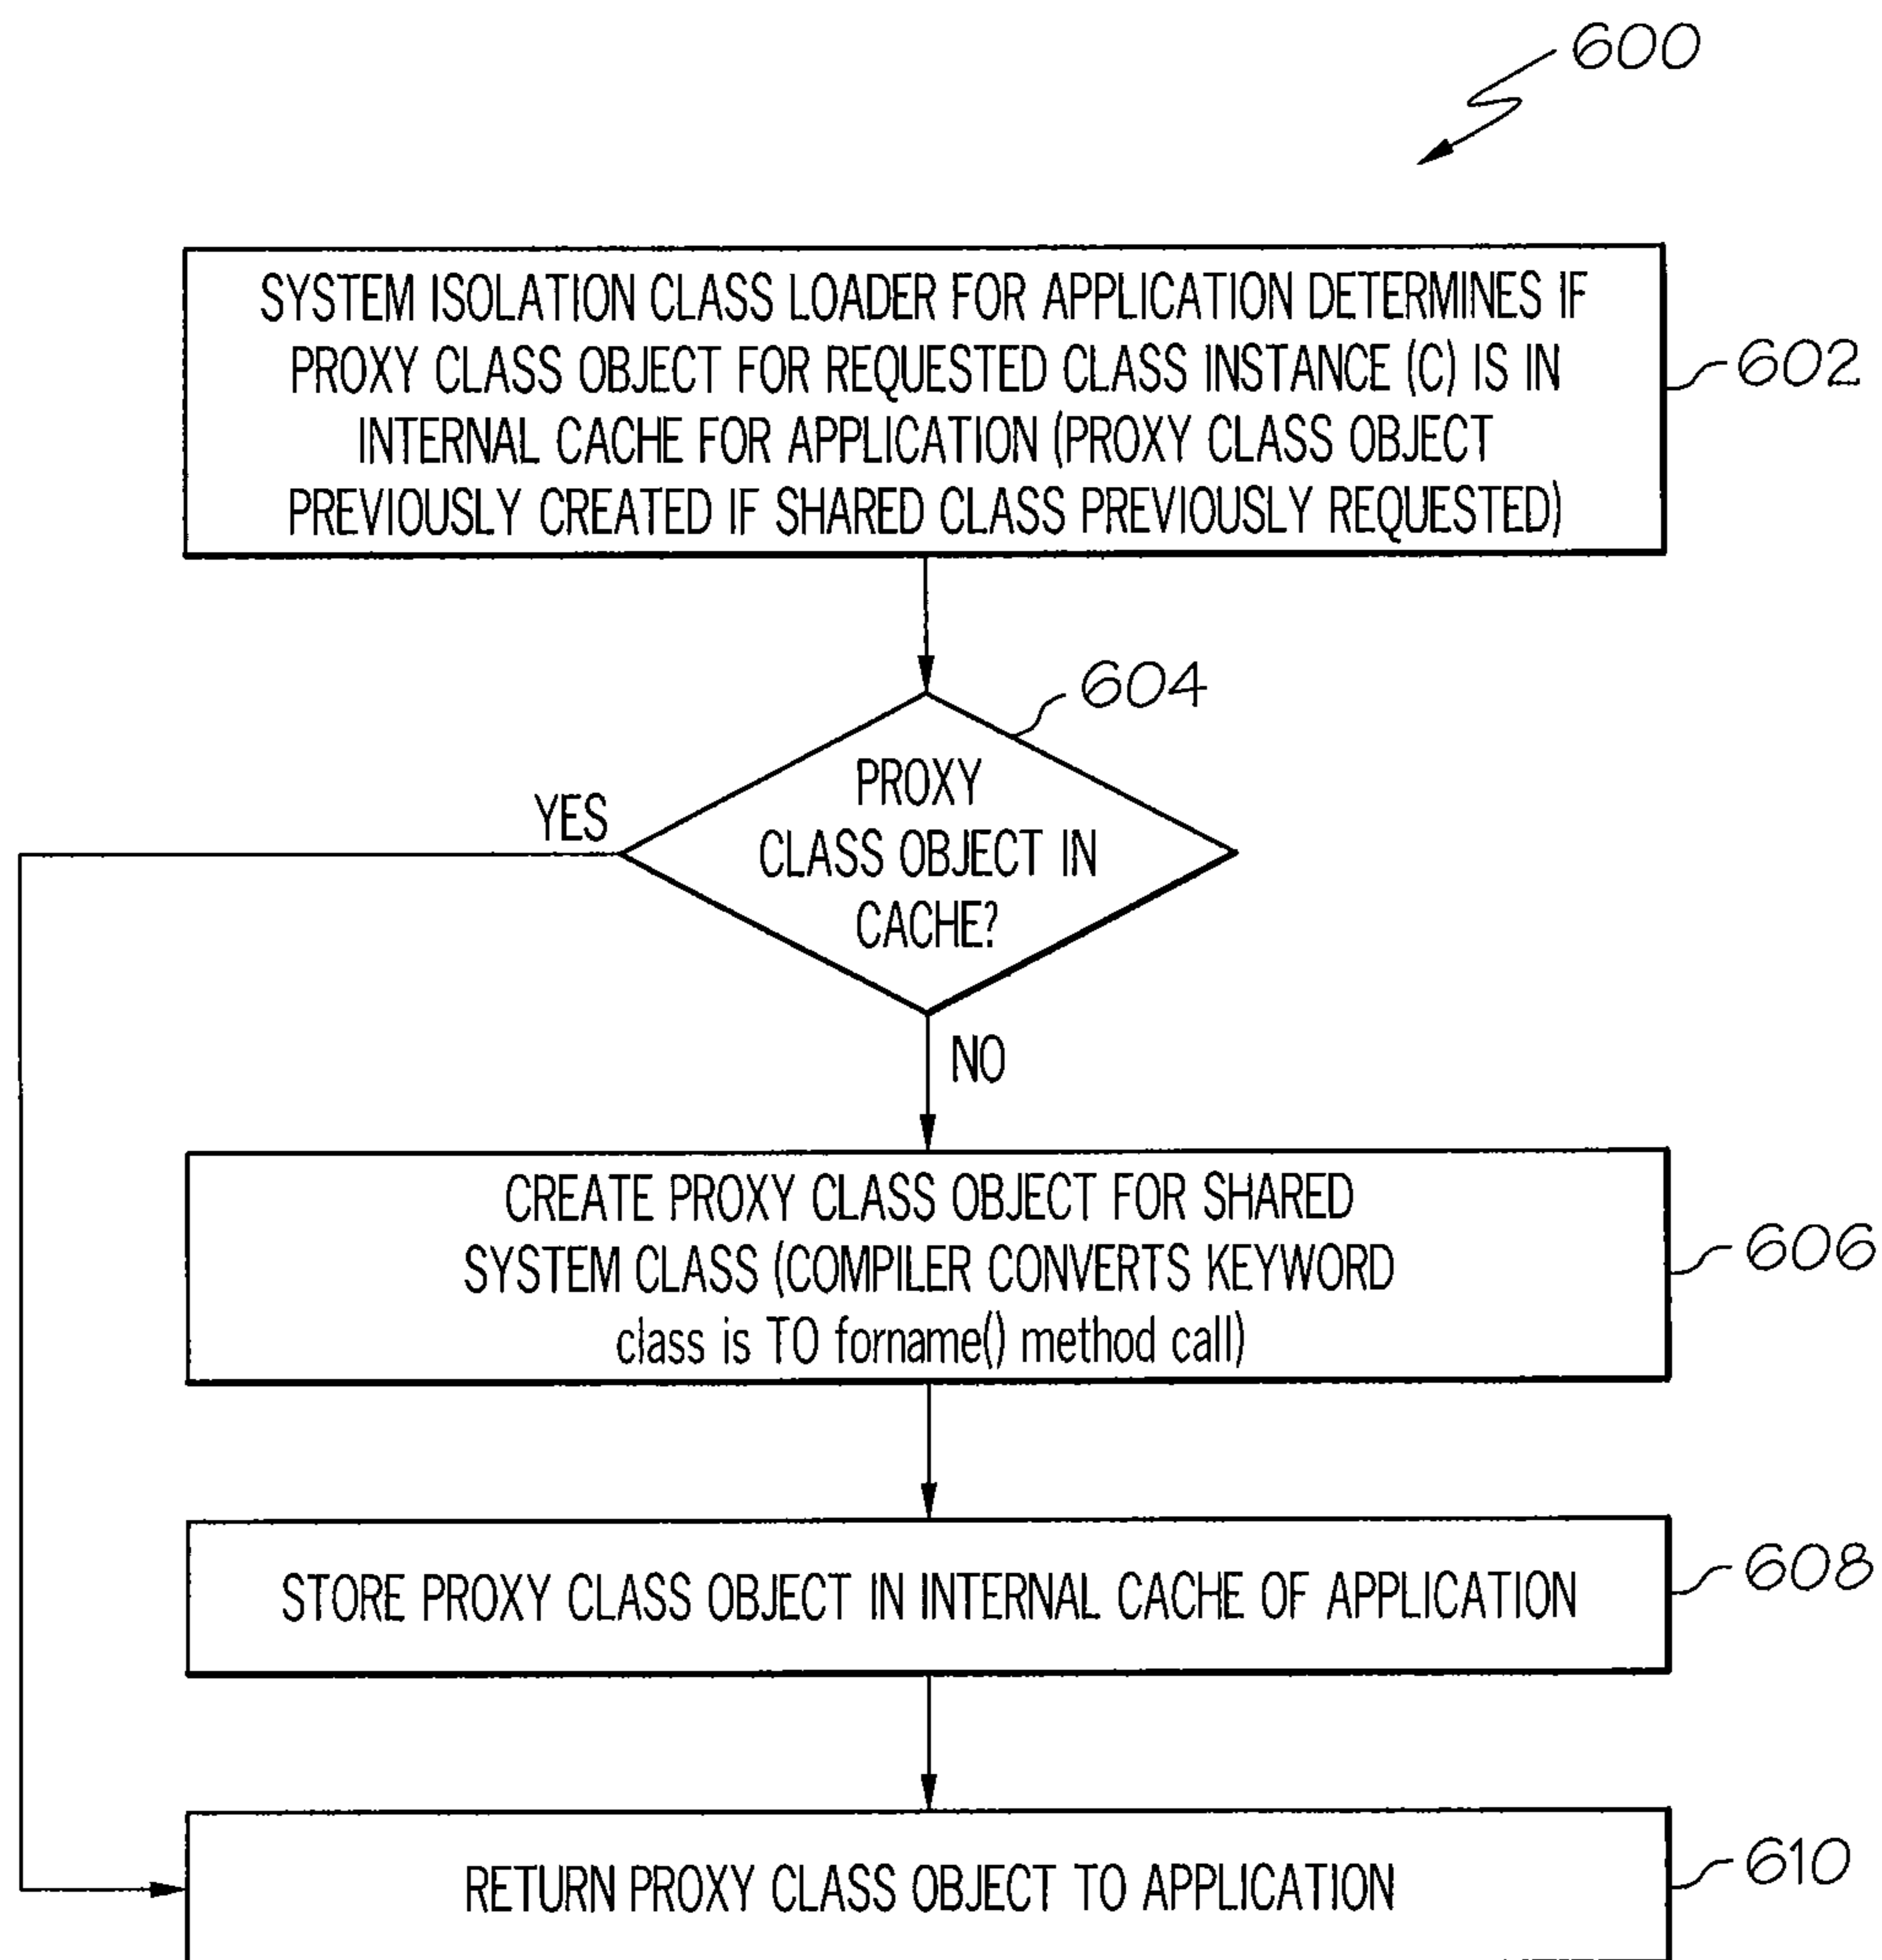 600
SYSTEM ISOLATION CLASS LOADER FOR APPLICATION DETERMINES IF
PROXY CLASS OBJECT FOR REQUESTED CLASS INSTANCE (C) IS IN
INTERNAL CACHE FOR APPLICATION (PROXY CLASS OBJECT
PREVIOUSLY CREATED IF SHARED CLASS PREVIOUSLY REQUESTED)
602
604
PROXY
CLASS OBJECT IN
CACHE?
YES
NO
CREATE PROXY CLASS OBJECT FOR SHARED
SYSTEM CLASS (COMPILER CONVERTS KEYWORD
class is TO forname() method call)
606
STORE PROXY CLASS OBJECT IN INTERNAL CACHE OF APPLICATION
608
RETURN PROXY CLASS OBJECT TO APPLICATION
610